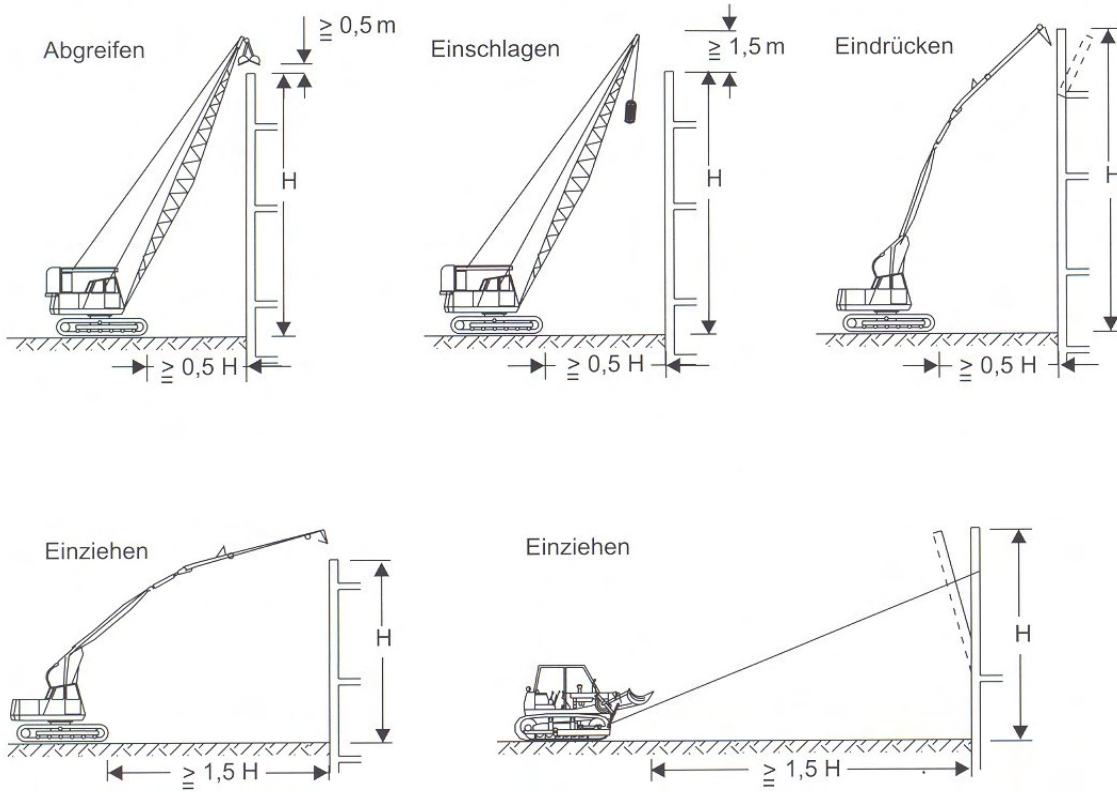 Abgreifen
≧ 0,5 m
H
≧ 0,5 H
Einschlagen
≧ 1,5 m
H
≧ 0,5 H
Eindrücken
H
≧ 0,5 H
Einziehen
H
≧ 1,5 H
Einziehen
H
≧ 1,5 H